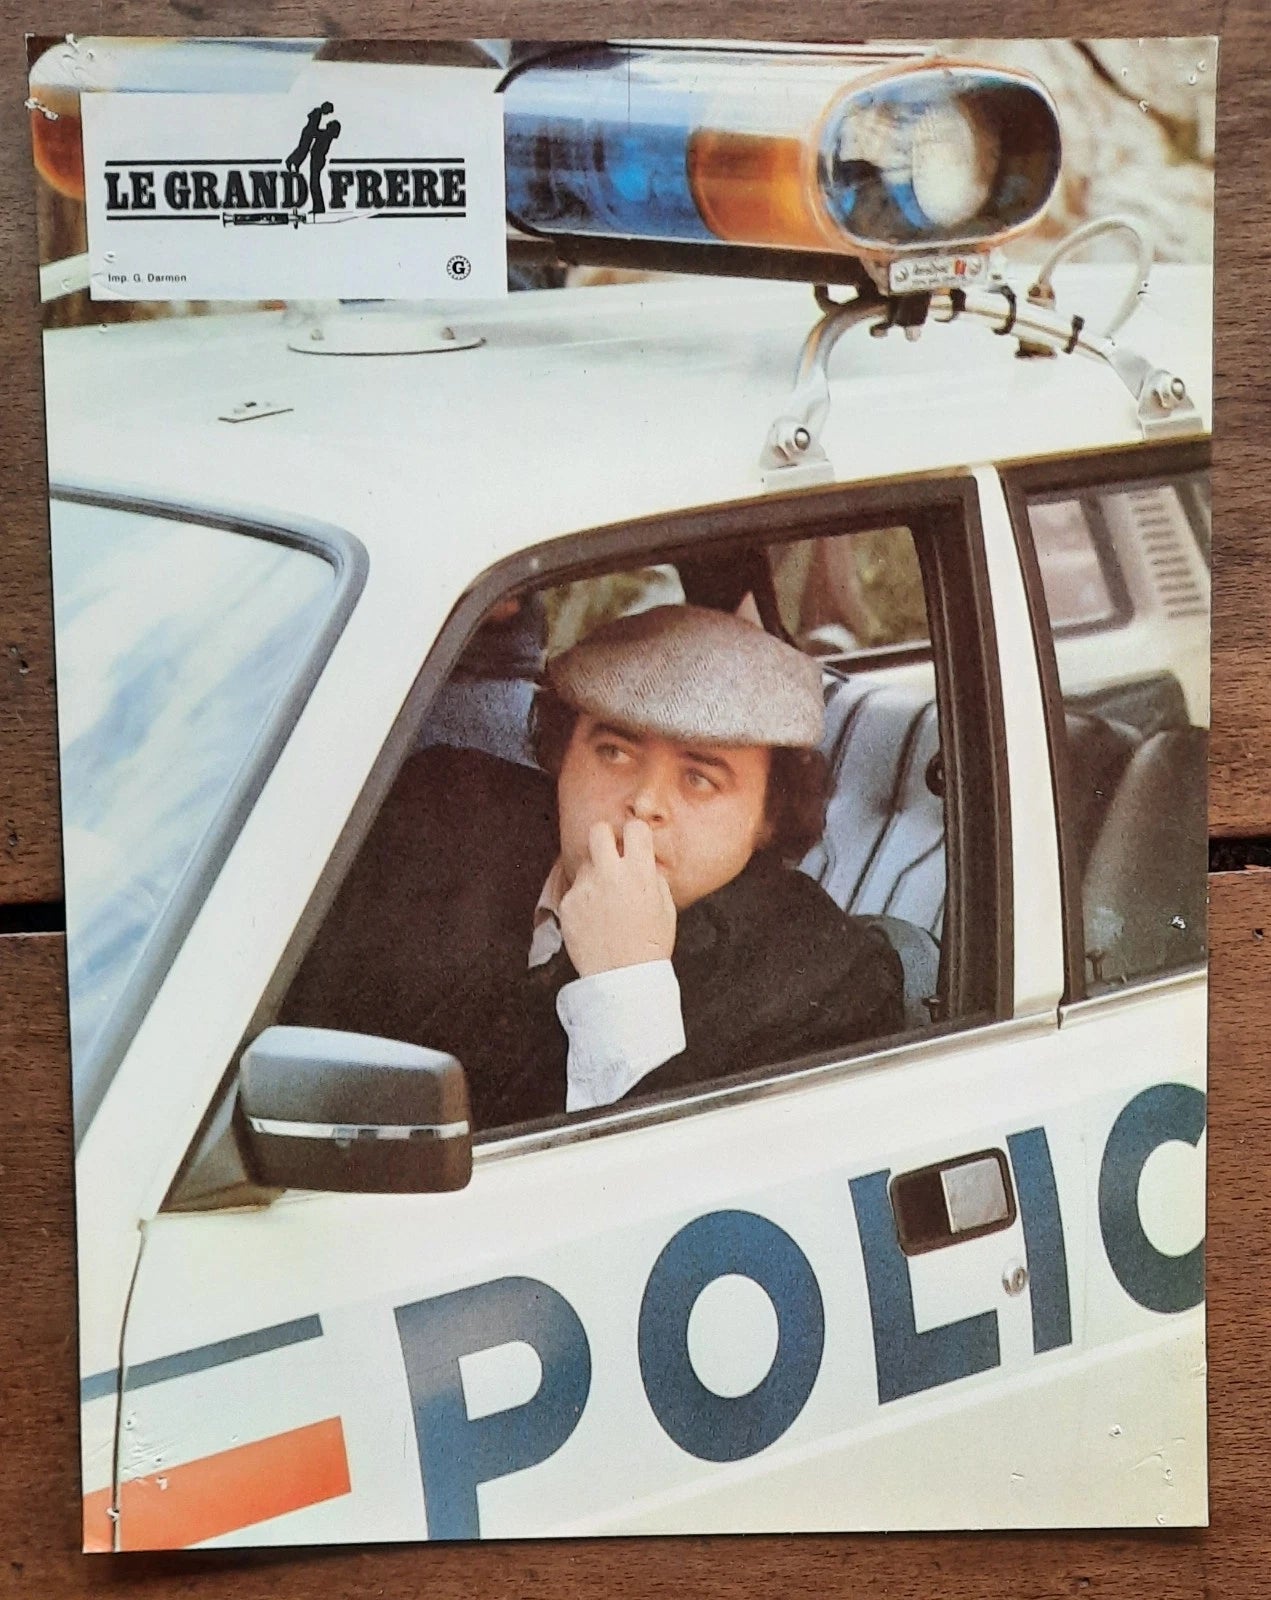 LE GRAND FRERE
Imp. G. Darmon
G
POLIC